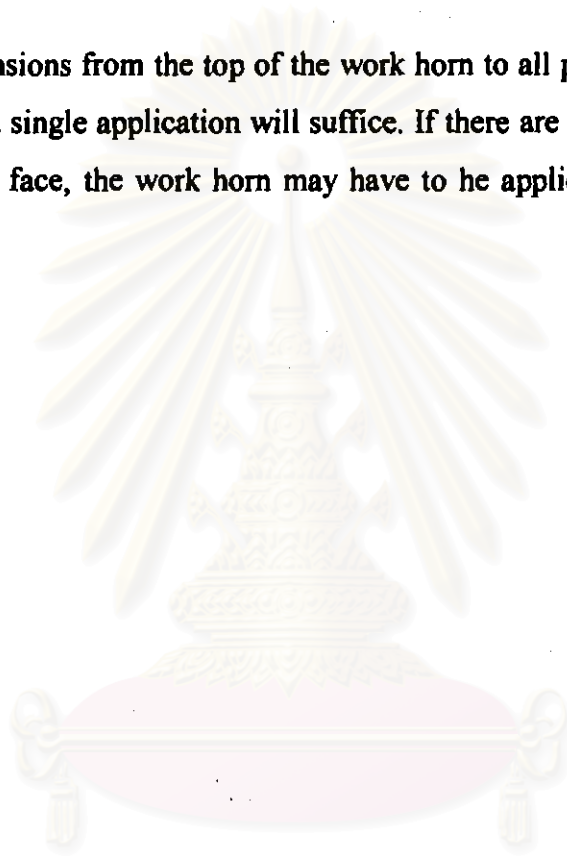 nsions from the top of the work horn to all
single application will suffice. If there are
face, the work horn may have to he appli